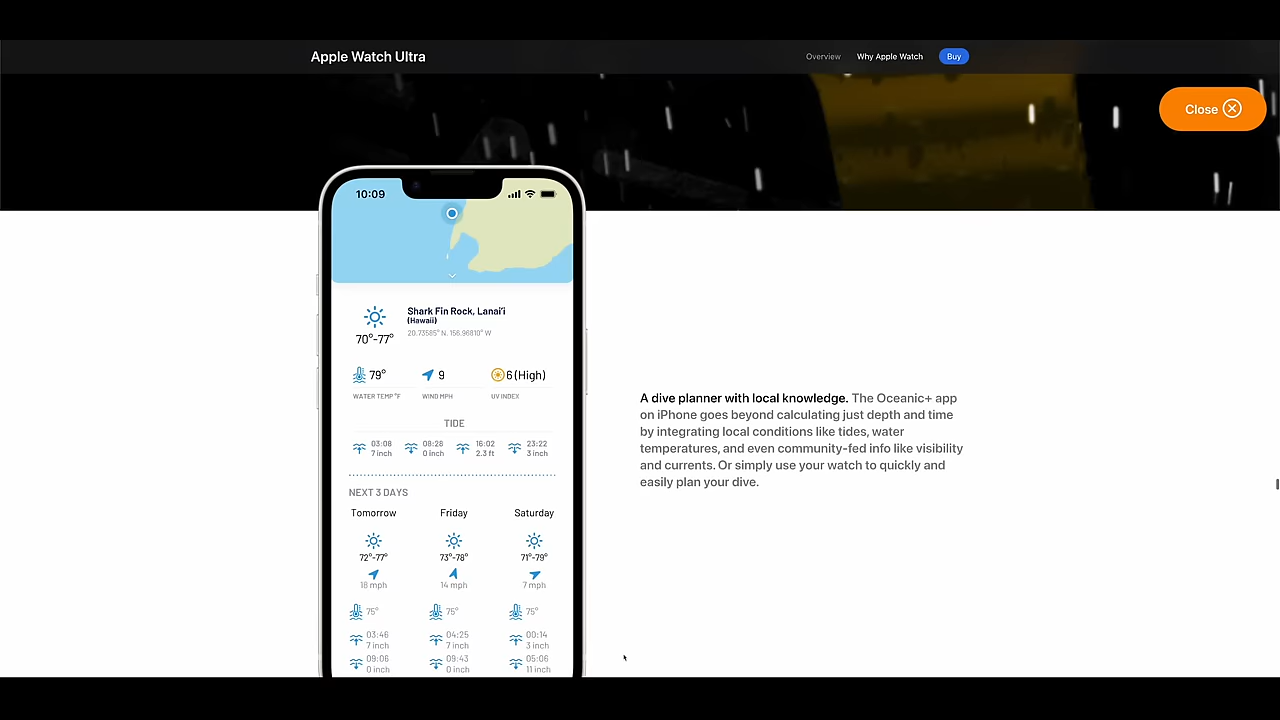 Apple Watch Ultra
Overview
Why Apple Watch
Buy
Close
10:09
Shark Fin Rock, Lanai'i
(Hawaii)
20.73585° N, 156.96810° W
70°-77°
79°
9
6 (High)
WATER TEMP °F
WIND MPH
UV INDEX
TIDE
03:08
7 inch
08:28
0 inch
16:02
2.3 ft
23:22
3 inch
NEXT 3 DAYS
Tomorrow
Friday
Saturday
72°-77°
73°-78°
71°-79°
18 mph
14 mph
7 mph
75°
75°
75°
03:46
7 inch
04:25
7 inch
00:14
3 inch
09:06
0 inch
09:43
0 inch
05:06
11 inch
A dive planner with local knowledge. The Oceanic+ app
on iPhone goes beyond calculating just depth and time
by integrating local conditions like tides, water
temperatures, and even community-fed info like visibility
and currents. Or simply use your watch to quickly and
easily plan your dive.